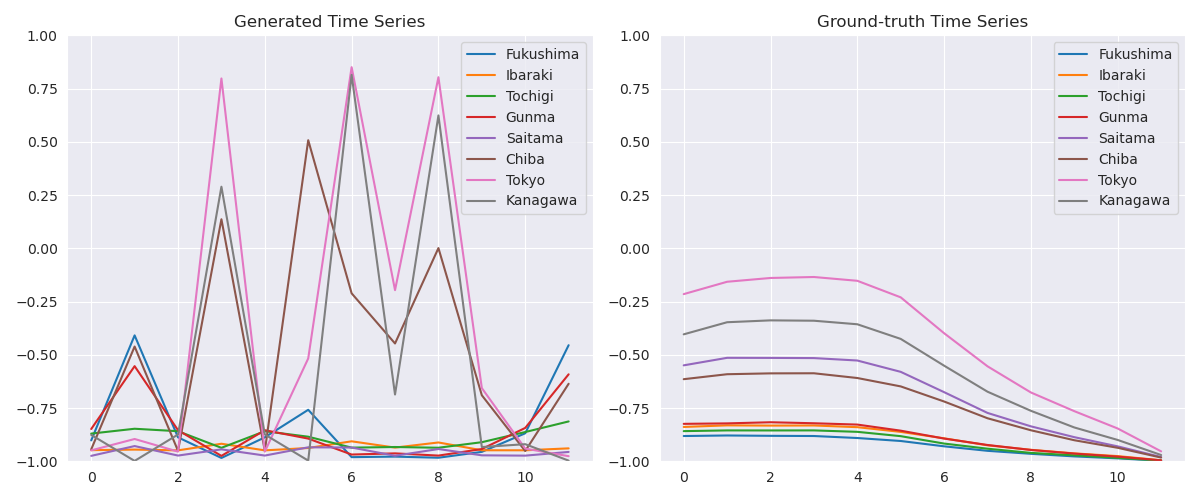 Generated Time Series
1.00
0.75
0.50
0.25
0.00
−0.25
−0.50
−0.75
−1.00
0 2 4 6 8 10
Fukushima
Ibaraki
Tochigi
Gunma
Saitama
Chiba
Tokyo
Kanagawa
Ground-truth Time Series
1.00
0.75
0.50
0.25
0.00
−0.25
−0.50
−0.75
−1.00
0 2 4 6 8 10
Fukushima
Ibaraki
Tochigi
Gunma
Saitama
Chiba
Tokyo
Kanagawa